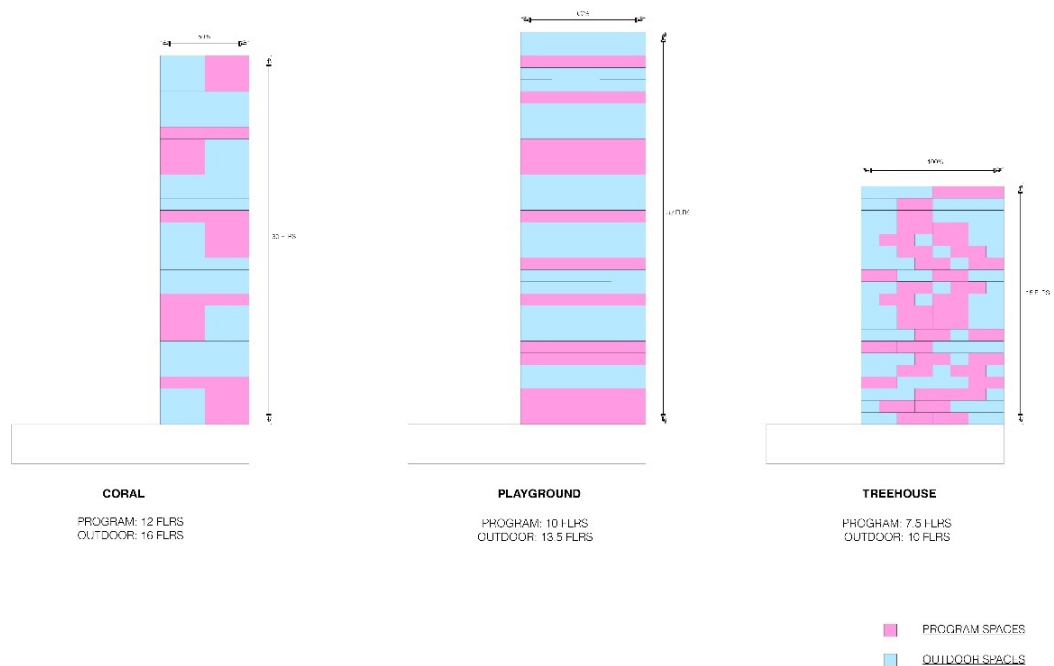 100%
CORAL
PROGRAM: 12 FLRS
OUTDOOR: 16 FLRS
PLAYGROUND
PROGRAM: 10 FLRS
OUTDOOR: 13.5 FLRS
TREEHOUSE
PROGRAM: 7.5 FLRS
OUTDOOR: 10 FLRS
PROGRAM SPACES
OUTDOOR SPACES